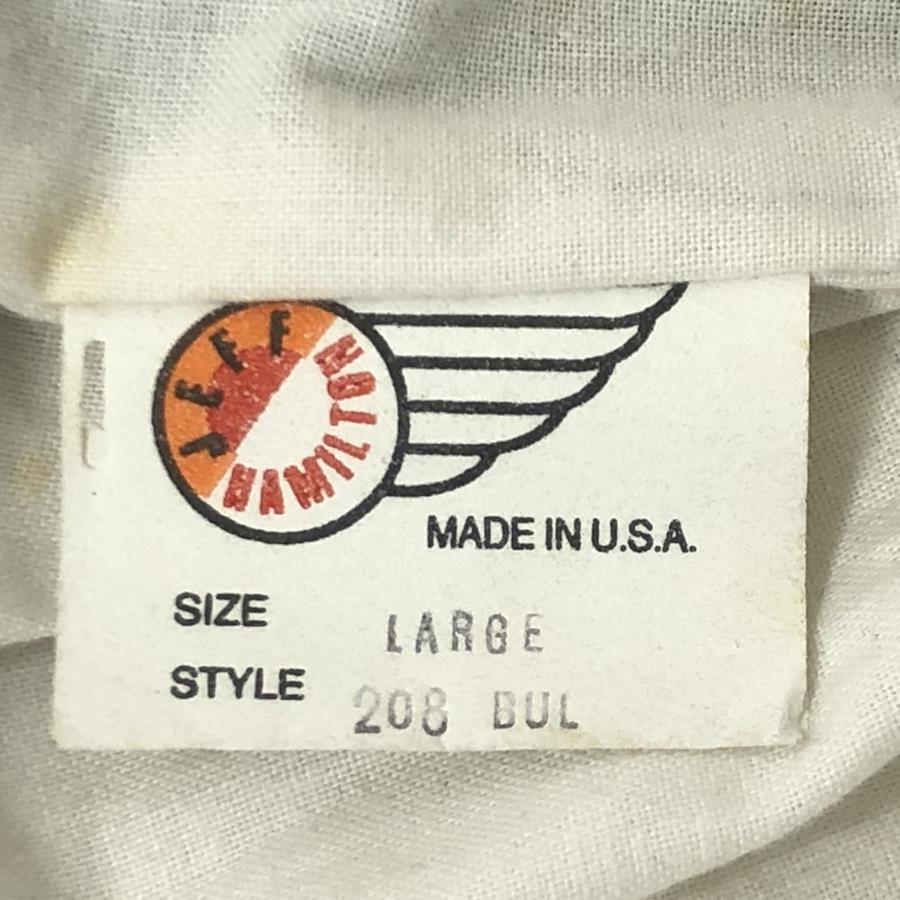 JEFF
HAMILTON
MADE IN U.S.A.
SIZE LARGE
STYLE 208 BUL